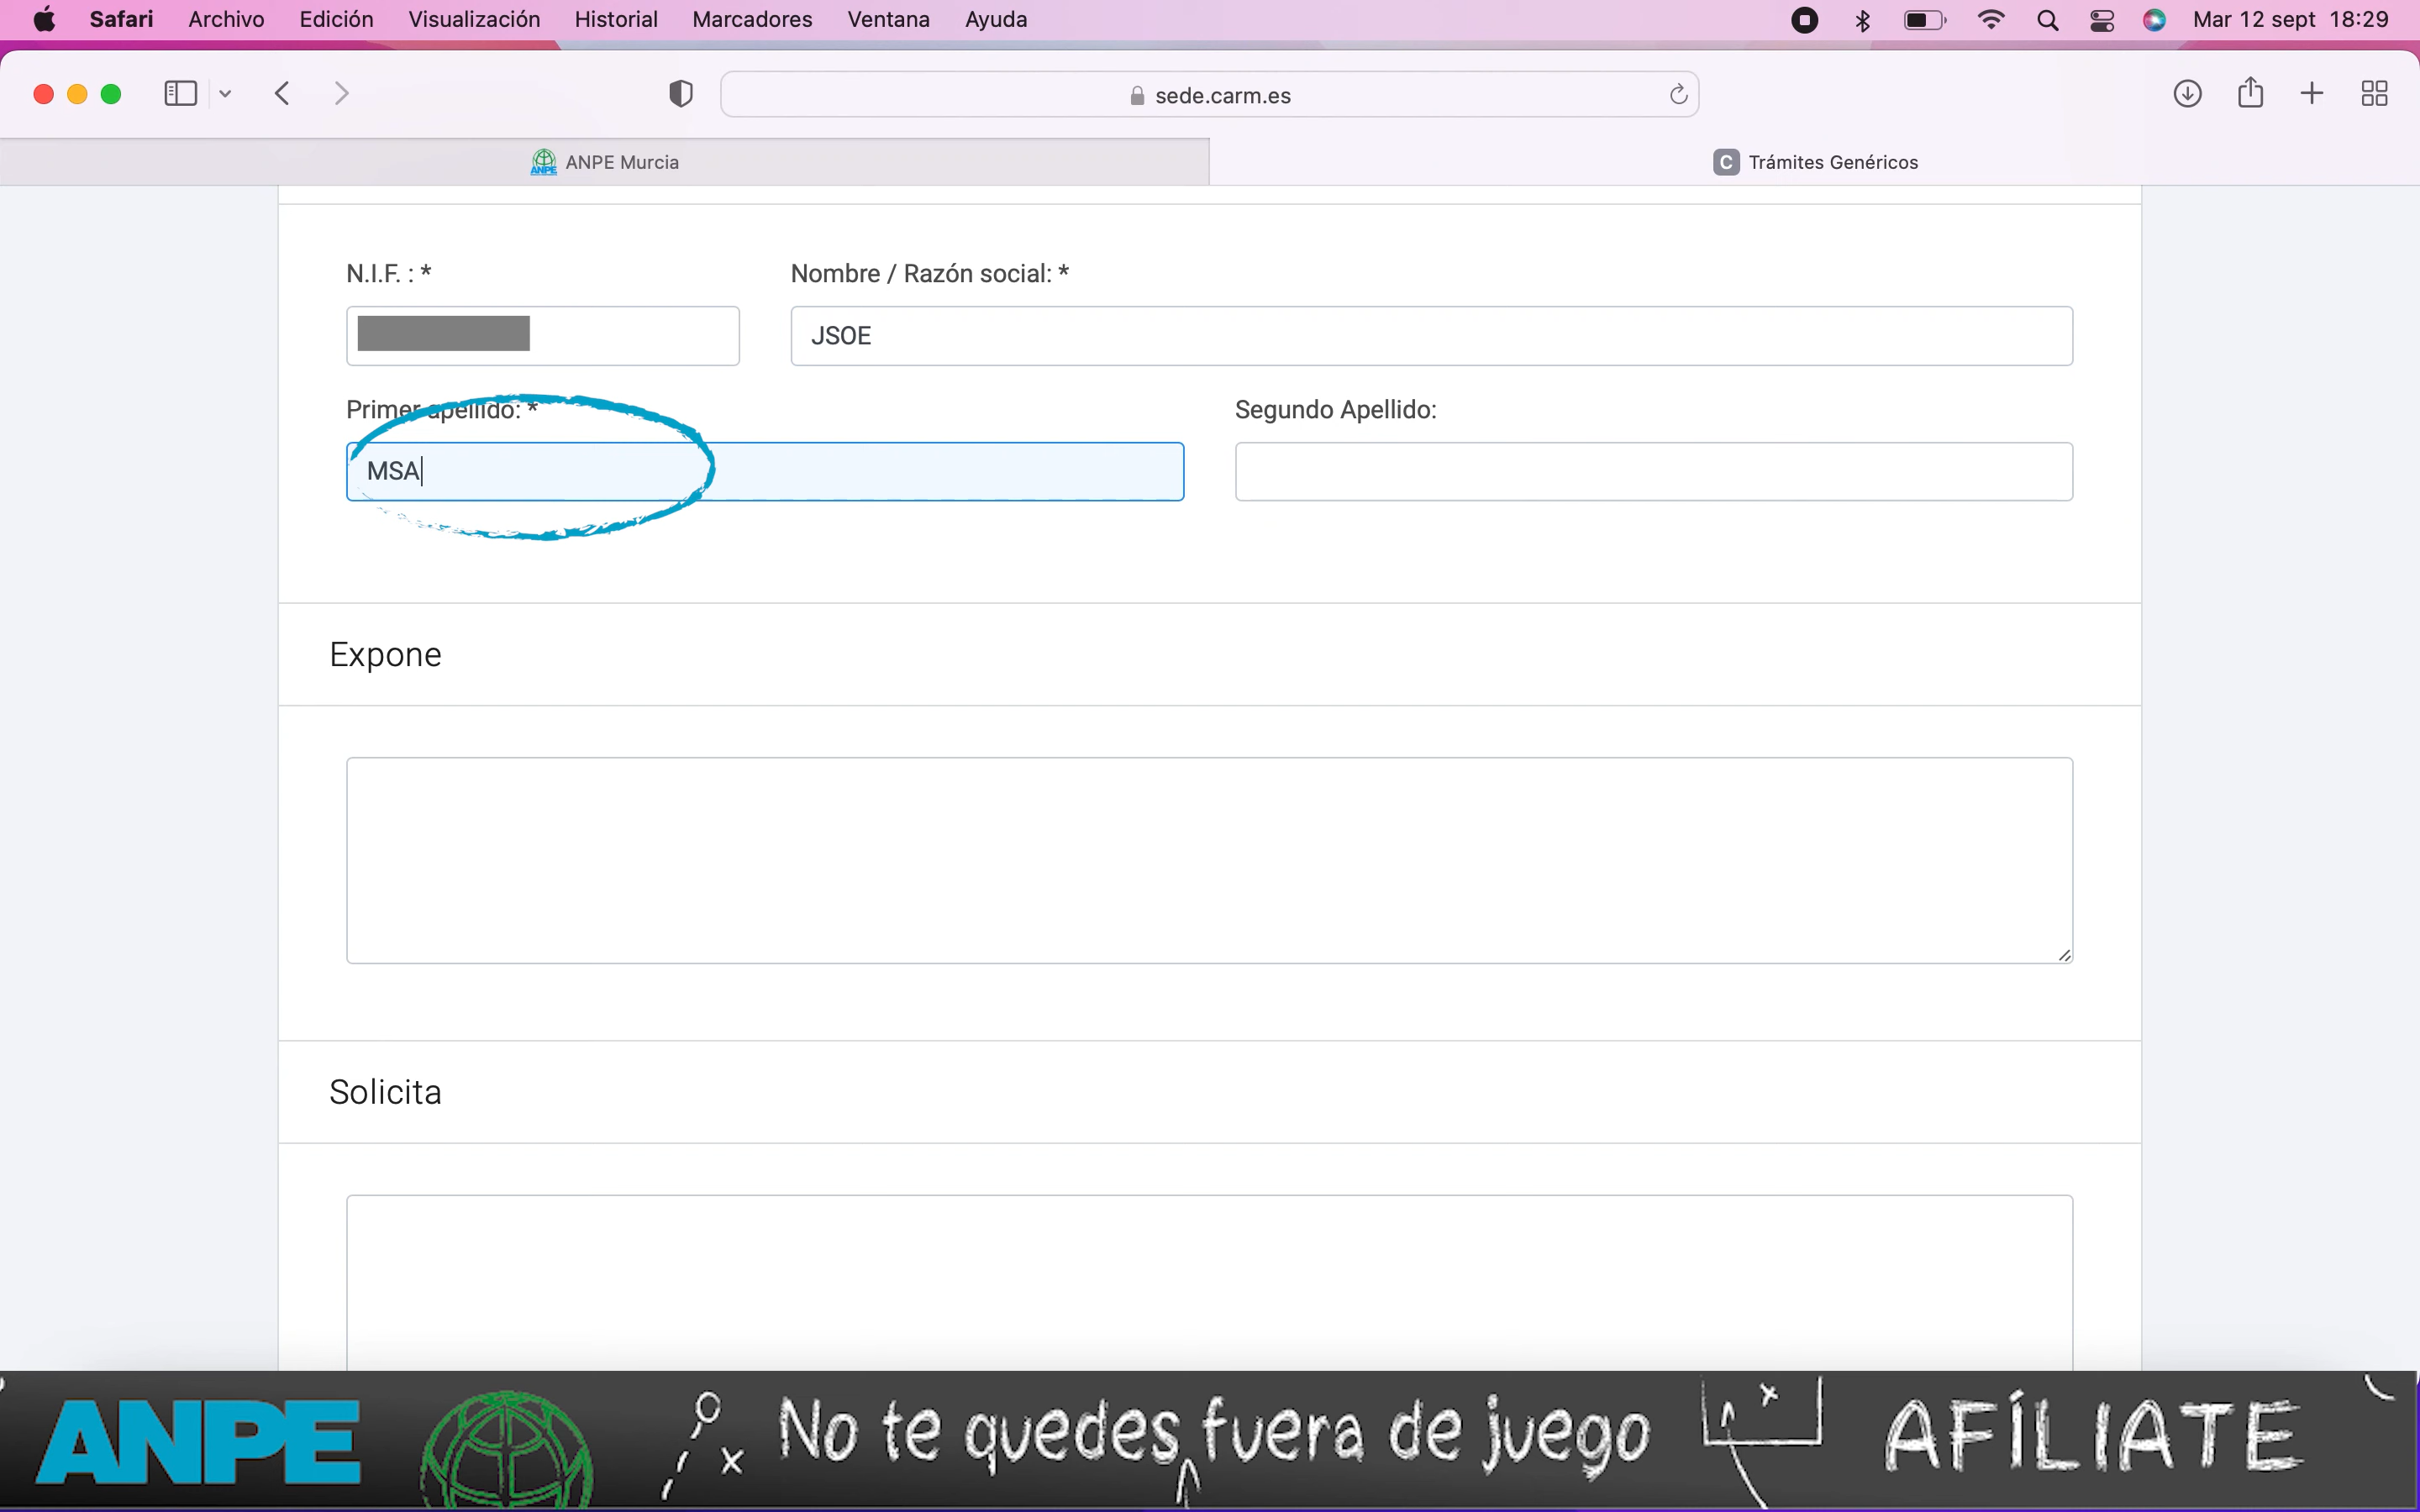 Safari Archivo Edición Visualización Historial Marcadores Ventana Ayuda Mar 12 sept 18:29
sede.carm.es
ANPE Murcia
C Trámites Genéricos
N.I.F. : * Nombre / Razón social: *
JSOE
Primer apellido: * Segundo Apellido:
MSA
Expone
Solicita
ANPE No te quedes fuera de juego AFÍLIATE